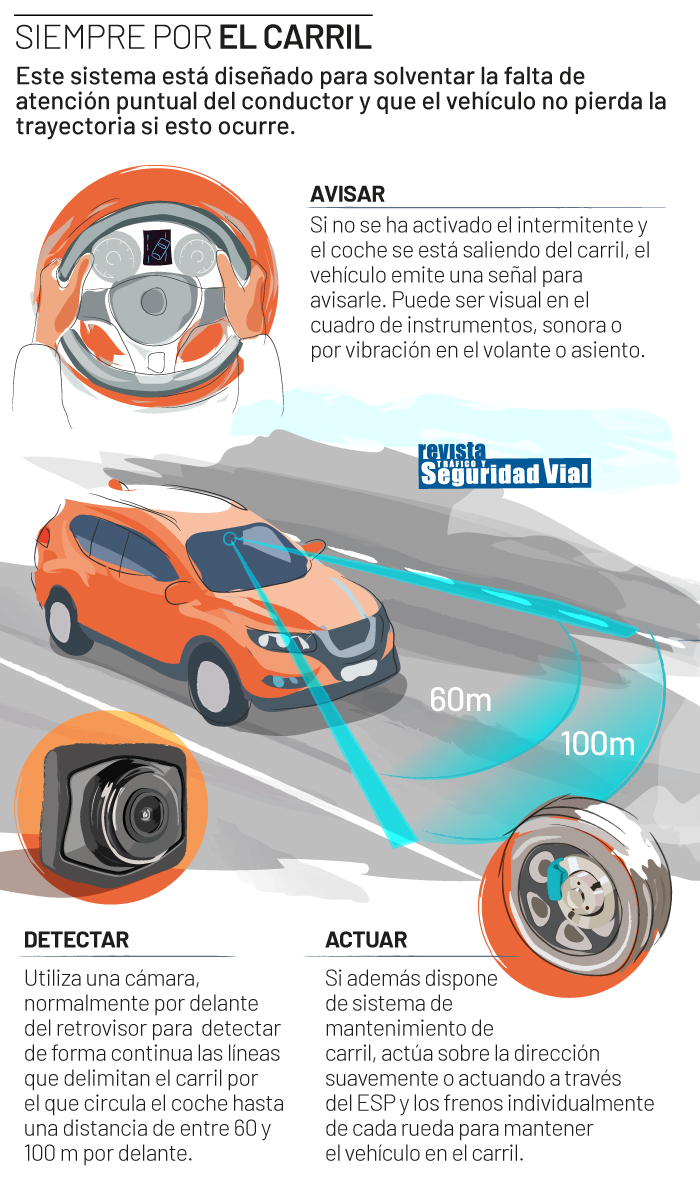 SIEMPRE POR EL CARRIL
Este sistema está diseñado para solventar la falta de
atención puntual del conductor y que el vehículo no pierda la
trayectoria si esto ocurre.
AVISAR
Si no se ha activado el intermitente y
el coche se está saliendo del carril, el
vehículo emite una señal para
avisarle. Puede ser visual en el
cuadro de instrumentos, sonora o
por vibración en el volante o asiento.
revista
TRÁFICO Y
Seguridad Vial
60m
100m
DETECTAR
Utiliza una cámara,
normalmente por delante
del retrovisor para detectar
de forma continua las líneas
que delimitan el carril por
el que circula el coche hasta
una distancia de entre 60 y
100 m por delante.
ACTUAR
Si además dispone
de sistema de
mantenimiento de
carril, actúa sobre la dirección
suavemente o actuando a través
del ESP y los frenos individualmente
de cada rueda para mantener
el vehículo en el carril.